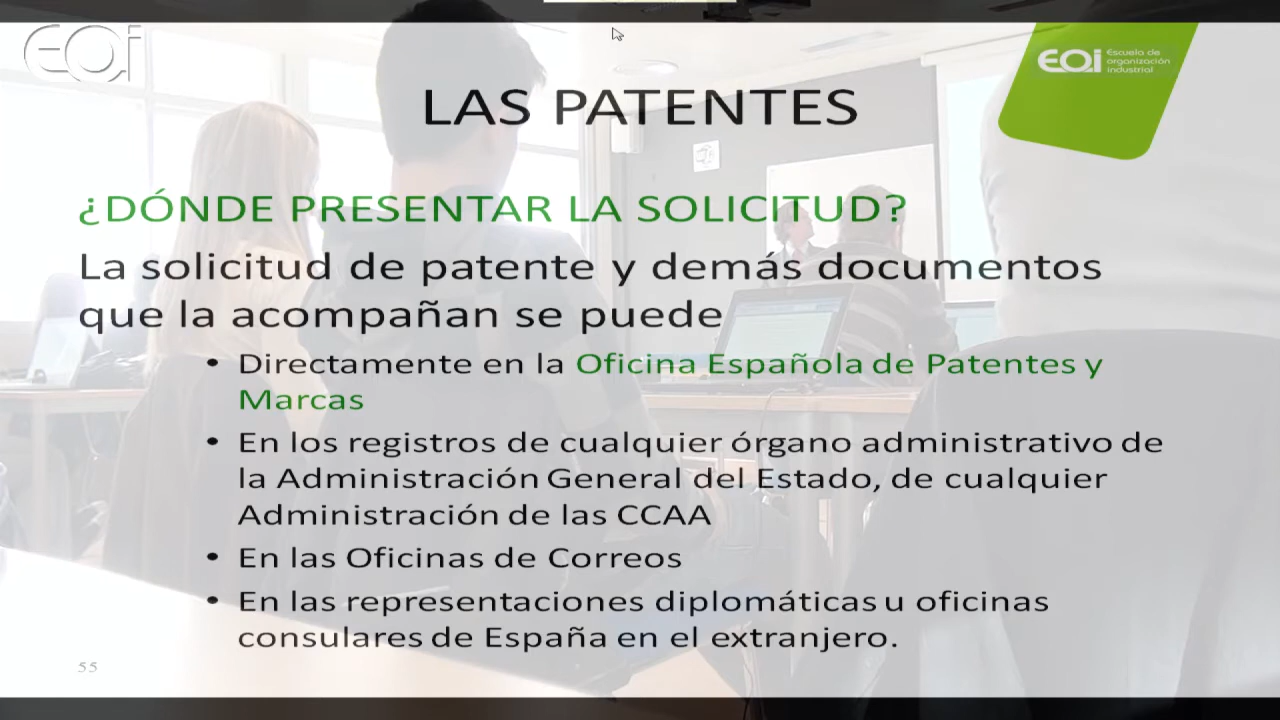 EOi
EOi Escuela de
organización
industrial
LAS PATENTES
¿DÓNDE PRESENTAR LA SOLICITUD?
La solicitud de patente y demás documentos
que la acompañan se puede
• Directamente en la Oficina Española de Patentes y
Marcas
• En los registros de cualquier órgano administrativo de
la Administración General del Estado, de cualquier
Administración de las CCAA
• En las Oficinas de Correos
• En las representaciones diplomáticas u oficinas
consulares de España en el extranjero.
55